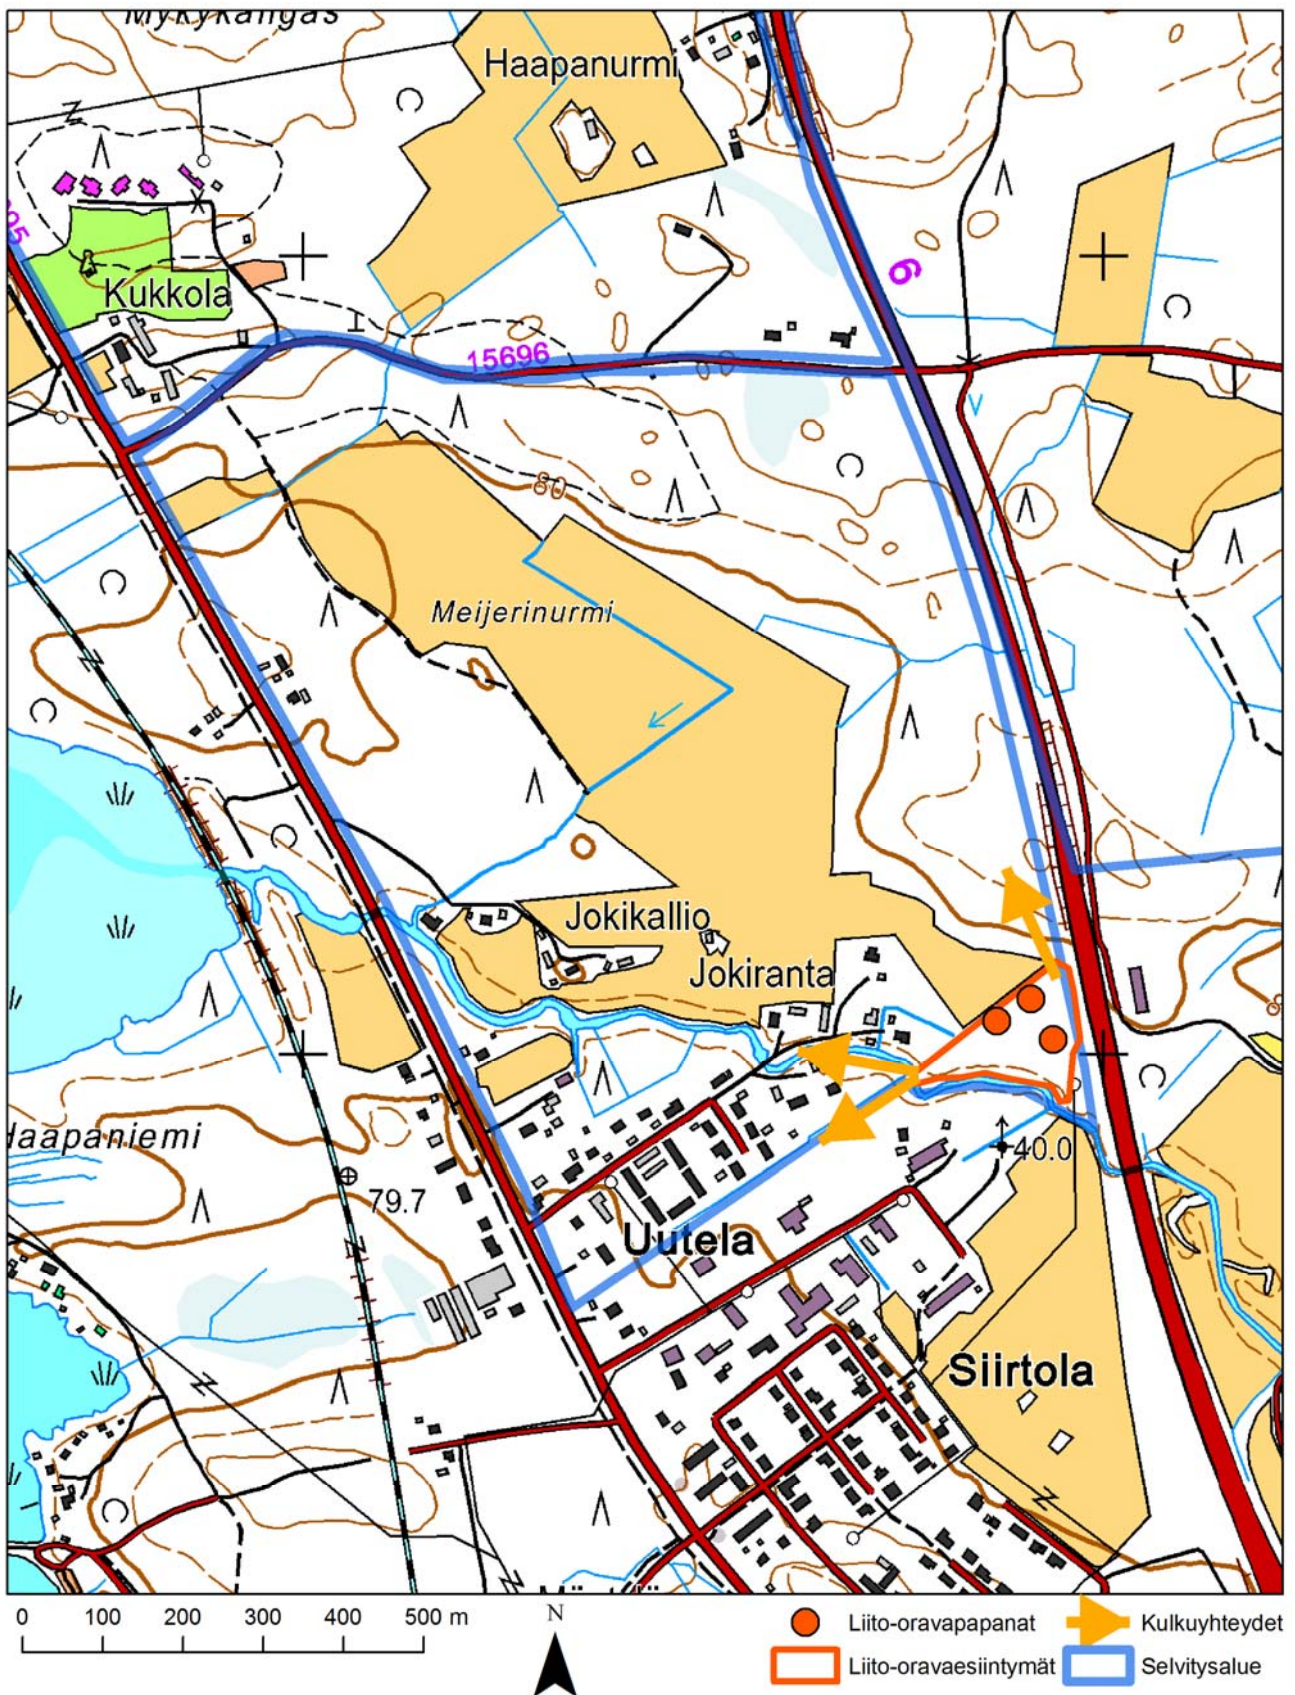 Mykykangas
Haapanurmi
6
Kukkola
15696
80
Meijerinurmi
Jokikallio
Jokiranta
40.0
79.7
Uutela
Siirtola
0 100 200 300 400 500 m
N
Liito-oravapapanat
Kulkuyhteydet
Liito-oravaesiintymät
Selvitysalue